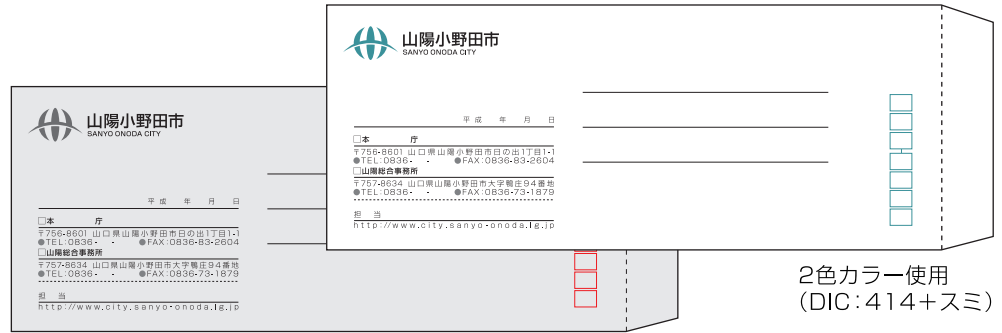 山陽小野田市
SANYO ONODA CITY
平成 年 月 日
□本 庁
〒756-8601 山口県山陽小野田市日の出1丁目1-1
●TEL:0836- - ●FAX:0836-83-2604
□山陽総合事務所
〒757-8634 山口県山陽小野田市大字鴨庄94番地
●TEL:0836- - ●FAX:0836-73-1879
担 当
http://www.city.sanyo-onoda.lg.jp
山陽小野田市
SANYO ONODA CITY
平成 年 月 日
□本 庁
〒756-8601 山口県山陽小野田市日の出1丁目1-1
●TEL:0836- - ●FAX:0836-83-2604
□山陽総合事務所
〒757-8634 山口県山陽小野田市大字鴨庄94番地
●TEL:0836- - ●FAX:0836-73-1879
担 当
http://www.city.sanyo-onoda.lg.jp
2色カラー使用
(DIC:414+スミ)